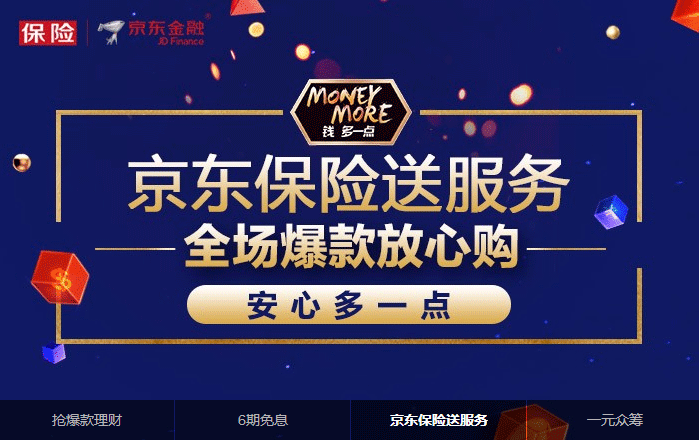 保险
京东金融
JD Finance
MONEY
MORE
钱 多一点
京东保险送服务
全场爆款放心购
安心多一点
抢爆款理财
6期免息
京东保险送服务
一元众筹